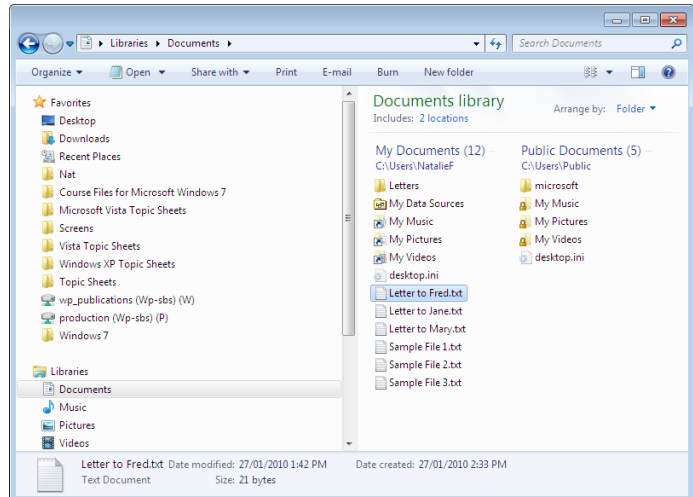 Libraries ▸ Documents ▸
Search Documents
Organize Open Share with Print E-mail Burn New folder
Favorites
Desktop
Downloads
Recent Places
Nat
Course Files for Microsoft Windows 7
Microsoft Vista Topic Sheets
Screens
Vista Topic Sheets
Windows XP Topic Sheets
Topic Sheets
wp_publications (Wp-sbs) (W)
production (Wp-sbs) (P)
Windows 7
Libraries
Documents
Music
Pictures
Videos
Documents library
Includes: 2 locations
Arrange by: Folder
My Documents (12)
C:\Users\NatalieF
Letters
My Data Sources
My Music
My Pictures
My Videos
desktop.ini
Letter to Fred.txt
Letter to Jane.txt
Letter to Mary.txt
Sample File 1.txt
Sample File 2.txt
Sample File 3.txt
Public Documents (5)
C:\Users\Public
microsoft
My Music
My Pictures
My Videos
desktop.ini
Letter to Fred.txt Date modified: 27/01/2010 1:42 PM Date created: 27/01/2010 2:33 PM
Text Document Size: 21 bytes